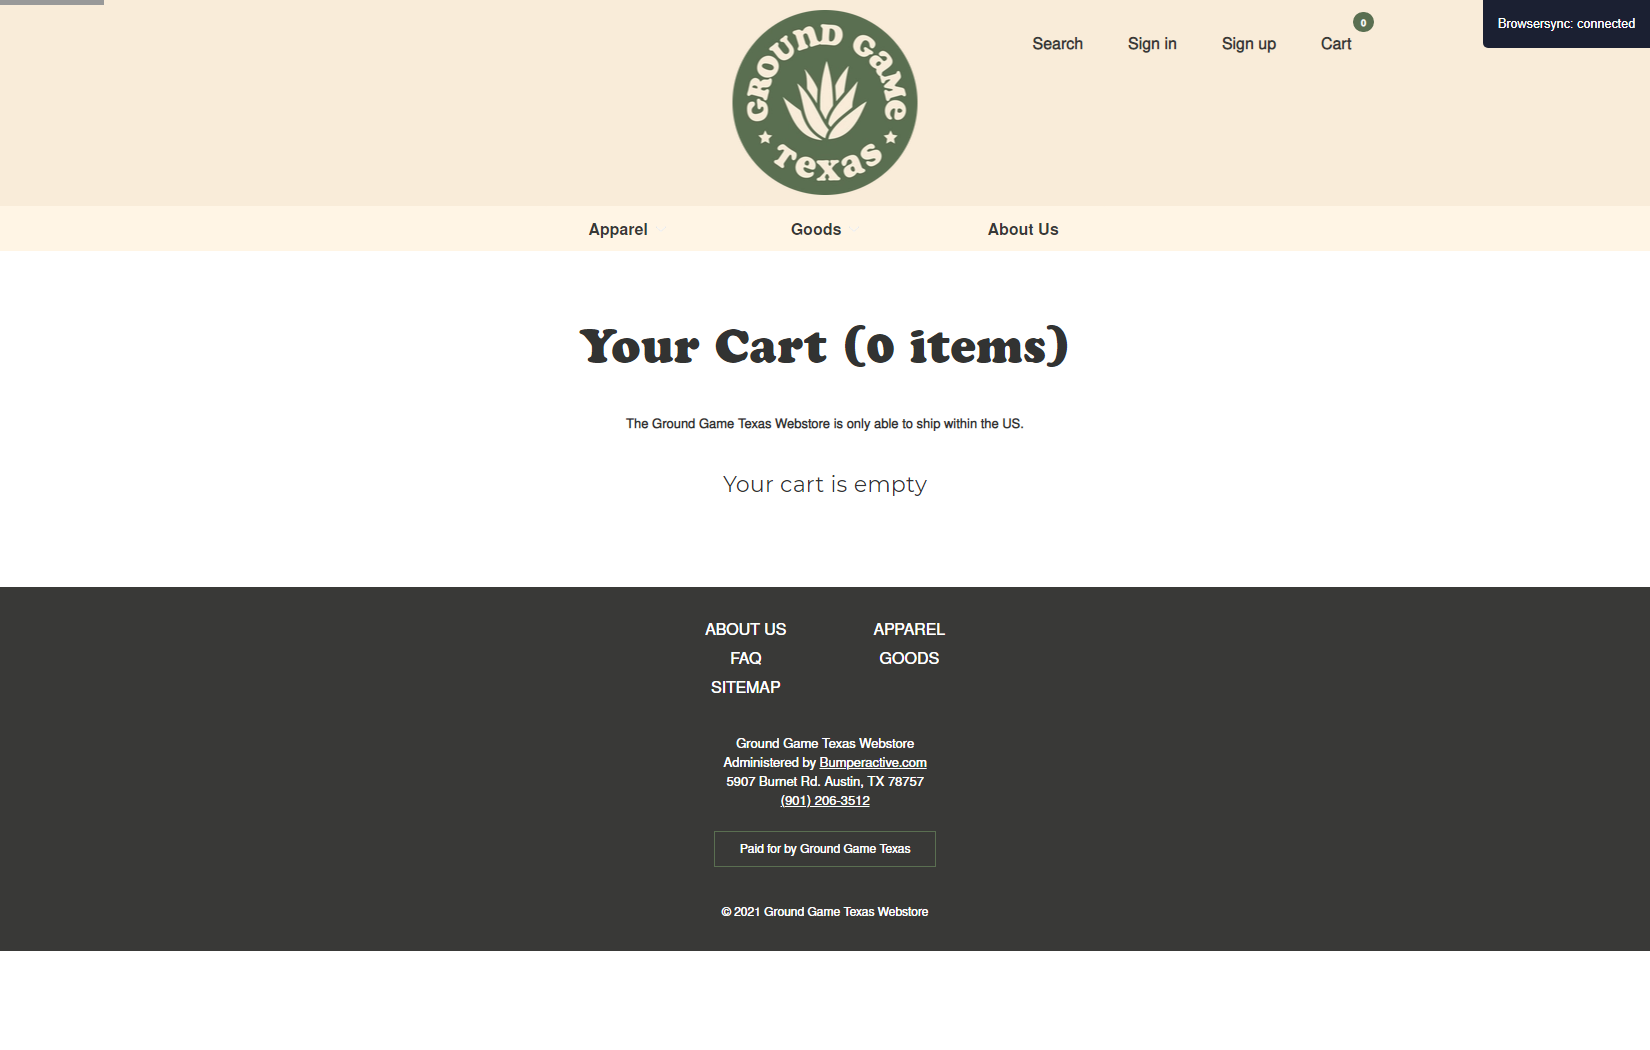 GROUND GAME
TEXAS
Search
Sign in
Sign up
Cart
0
Browsersync: connected
Apparel
Goods
About Us
Your Cart (0 items)
The Ground Game Texas Webstore is only able to ship within the US.
Your cart is empty
ABOUT US
FAQ
SITEMAP
APPAREL
GOODS
Ground Game Texas Webstore
Administered by Bumperactive.com
5907 Burnet Rd. Austin, TX 78757
(901) 206-3512
Paid for by Ground Game Texas
© 2021 Ground Game Texas Webstore